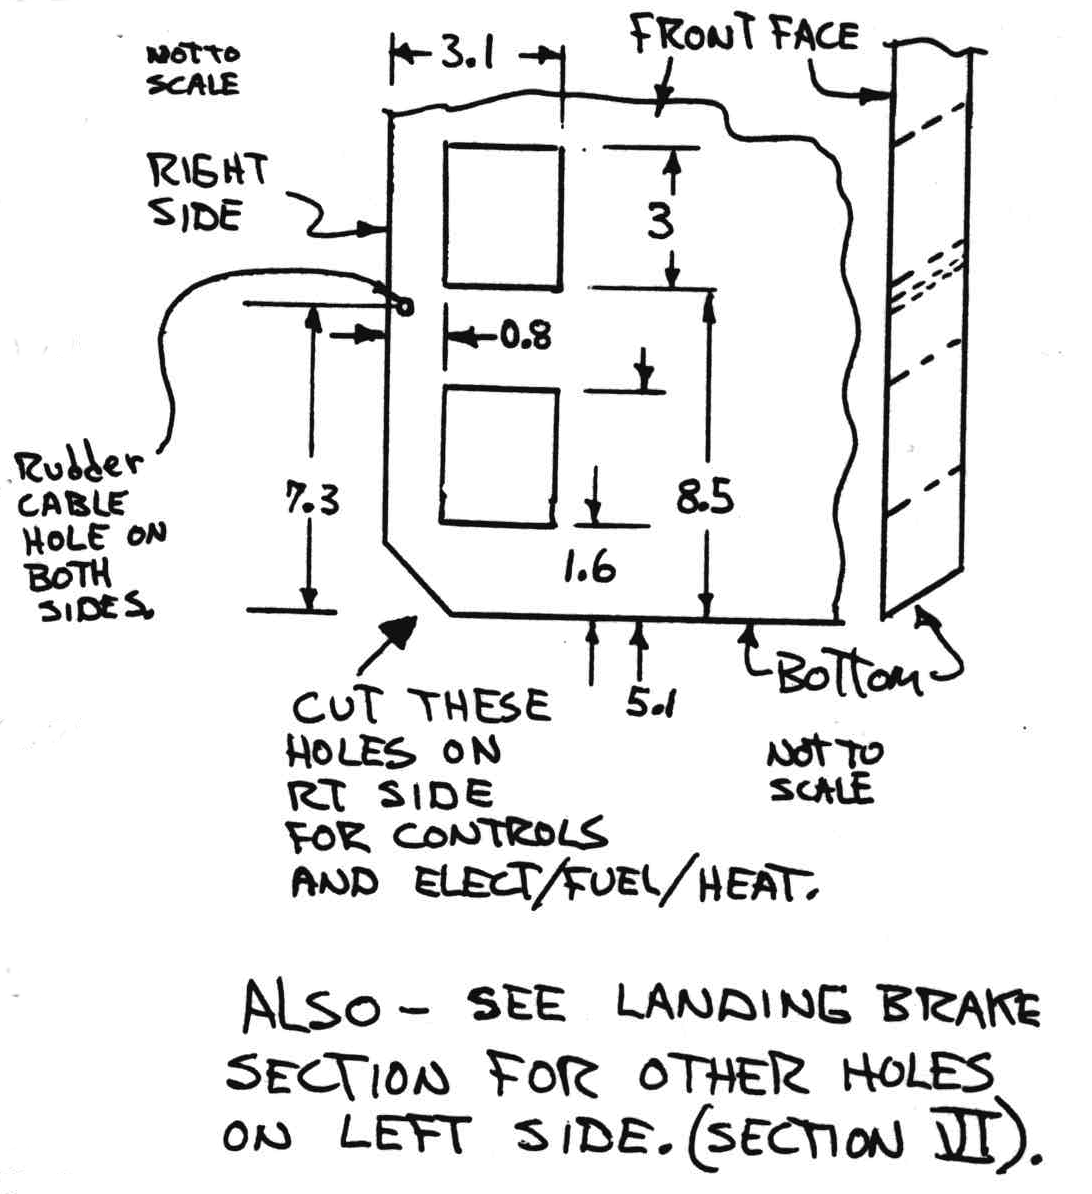 NOT TO
SCALE
3.1
FRONT FACE
RIGHT
SIDE
3
0.8
Rudder
CABLE
HOLE ON
BOTH
SIDES.
7.3
8.5
1.6
5.1
BOTTOM
CUT THESE
HOLES ON
RT SIDE
FOR CONTROLS
AND ELECT/FUEL/HEAT.
NOT TO
SCALE
ALSO - SEE LANDING BRAKE
SECTION FOR OTHER HOLES
ON LEFT SIDE. (SECTION VI).